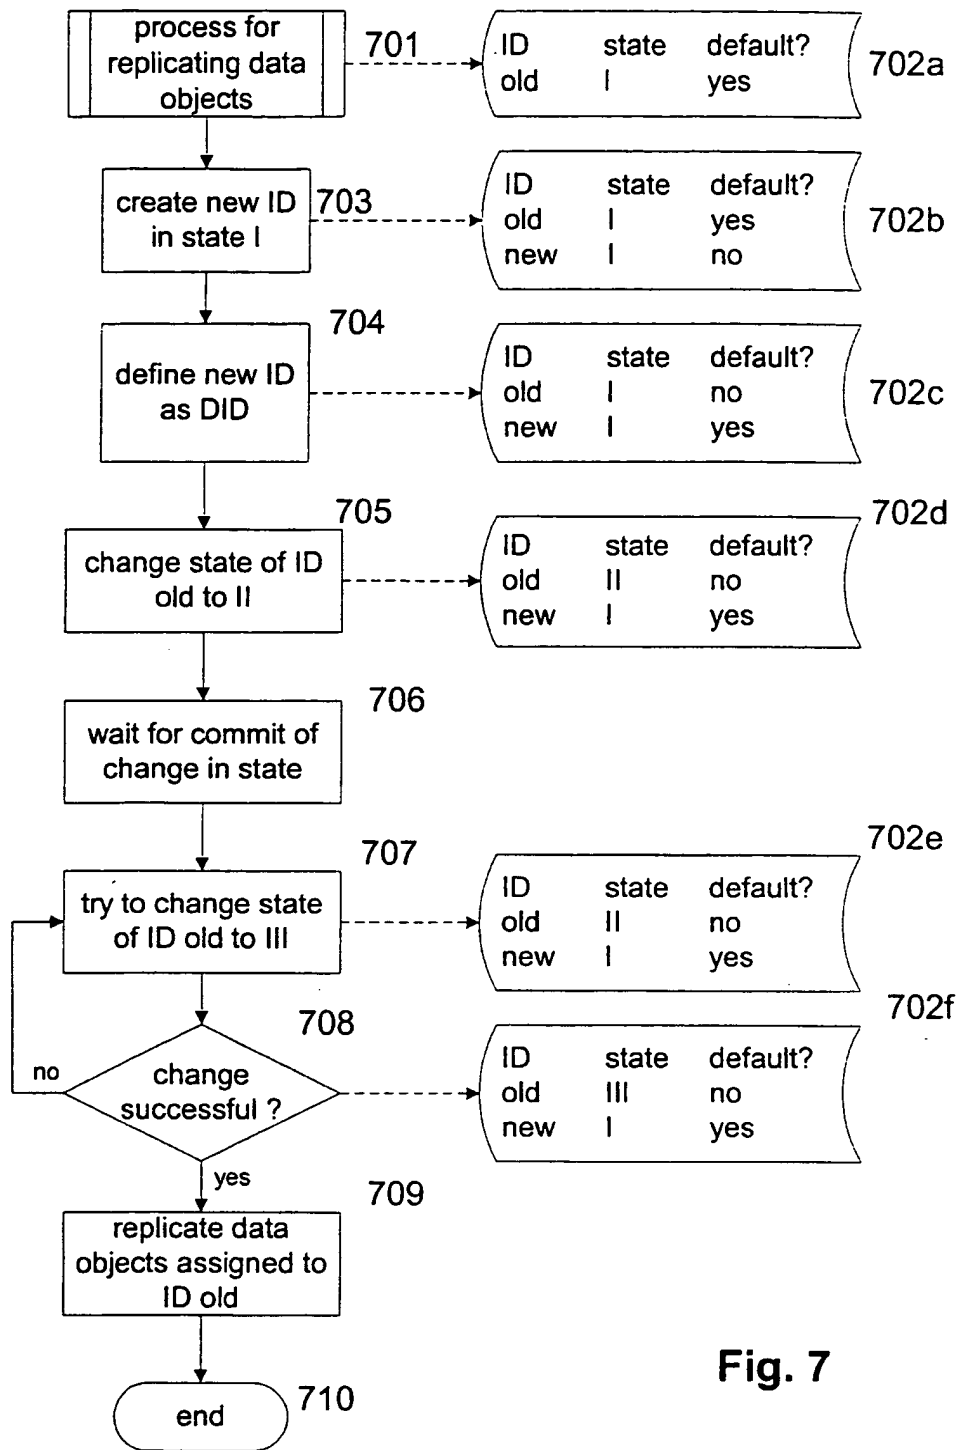 process for
replicating data
objects
701
ID state default?
old I yes
702a
create new ID
in state I
703
ID state default?
old I yes
new I no
702b
704
define new ID
as DID
ID state default?
old I no
new I yes
702c
705
change state of ID
old to II
702d
ID state default?
old II no
new I yes
706
wait for commit of
change in state
707
try to change state
of ID old to III
702e
ID state default?
old II no
new I yes
708
change
successful ?
no
yes
702f
ID state default?
old III no
new I yes
709
replicate data
objects assigned to
ID old
710
end
Fig. 7